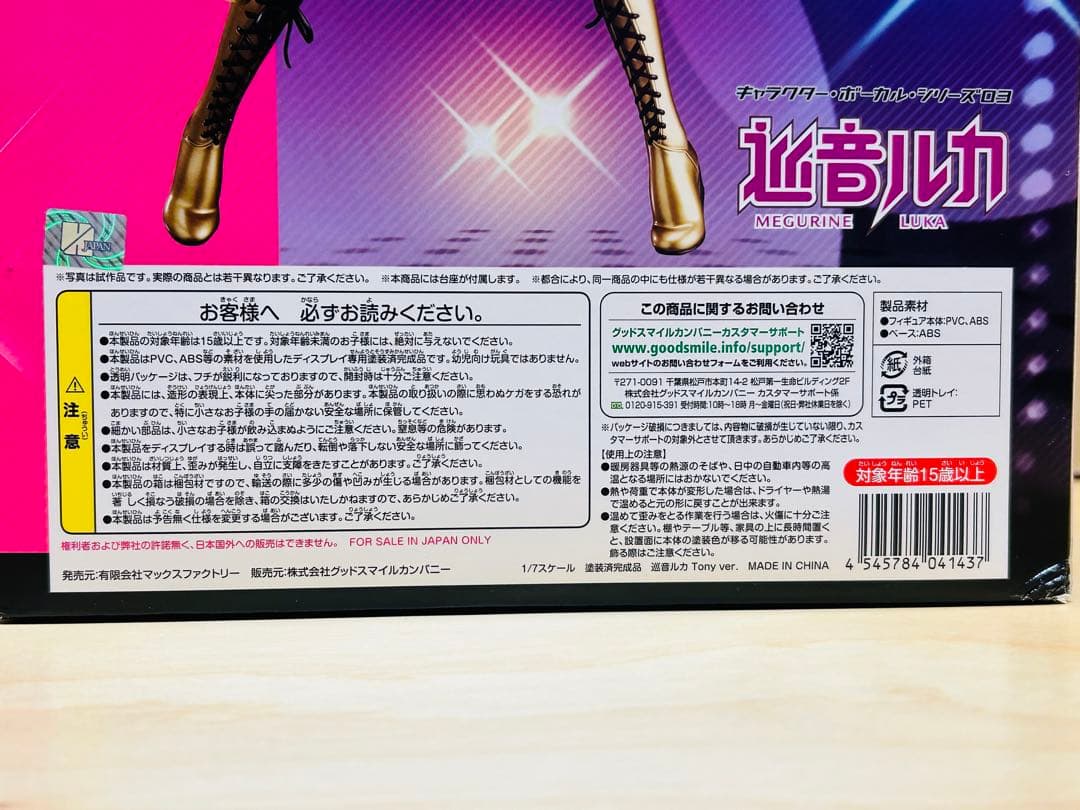 キャラクター・ボーカル・シリーズ03
巡音ルカ
MEGURINE LUKA
JAPAN
※写真は試作品です。実際の商品とは若干異なります。ご了承ください。 ※本商品には台座が付属します。 ※都合により、同一商品の中にも仕様が若干異なる場合があります。ご了承ください。
注意
お客様へ 必ずお読みください。
●本製品の対象年齢は15歳以上です。対象年齢未満のお子様には、絶対に与えないでください。
●本製品はPVC、ABS等の素材を使用したディスプレイ専用塗装済完成品です。幼児向け玩具ではありません。
●透明パッケージは、フチが鋭利になっておりますので、開封時は十分ご注意ください。
●本製品には、造形の表現上、本体に尖った部分があります。本製品の取り扱いの際に思わぬケガをする恐れが
ありますので、特に小さなお子様の手の届かない安全な場所に保管してください。
●細かい部品は、小さなお子様が飲み込まぬようにご注意ください。窒息等の危険があります。
●本製品をディスプレイする時は誤って踏んだり、転倒や落下しない安全な場所に飾ってください。
●本製品は材質上、歪みが発生し、自立に支障をきたすことがあります。ご了承ください。
●本製品の箱は梱包材ですので、輸送の際に多少の傷や凹みが生じる場合があります。梱包材としての機能を
著しく損なう破損の場合を除き、箱の交換はいたしかねますので、あらかじめご了承ください。
●本製品は予告無く仕様を変更する場合がございます。ご了承ください。
権利者および弊社の許諾無く、日本国外への販売はできません。 FOR SALE IN JAPAN ONLY
発売元:有限会社マックスファクトリー 販売元:株式会社グッドスマイルカンパニー
この商品に関するお問い合わせ
グッドスマイルカンパニーカスタマーサポート
www.goodsmile.info/support/
webサイトのお問い合わせフォームをご利用ください。
〒271-0091 千葉県松戸市本町14-2 松戸第一生命ビルディング2F
株式会社グッドスマイルカンパニー カスタマーサポート係
0120-915-391 受付時間:10時〜18時 月〜金曜日(祝日・弊社休業日を除く)
※パッケージ破損につきましては、内容物に破損が生じていない限り、カス
タマーサポートの対象外とさせて頂きます。あらかじめご了承ください。
【使用上の注意】
●暖房器具等の熱源のそばや、日中の自動車内等の高
温となる場所にはおかないでください。
●熱や荷重で本体が変形した場合は、ドライヤーや熱湯
で温めると元の形に戻すことが出来ます。
●温めて歪みをとる作業を行う場合は、火傷に十分ご注
意ください。棚やテーブル等、家具の上に長時間置く
と、設置面に本体の塗装色が移る可能性があります。
飾る際はご注意ください。
1/7スケール 塗装済完成品 巡音ルカ Tony ver. MADE IN CHINA
製品素材
●フィギュア本体:PVC、ABS
●ベース:ABS
紙
外箱
台紙
プラ
透明トレイ:
PET
対象年齢15歳以上
4 545784 041437